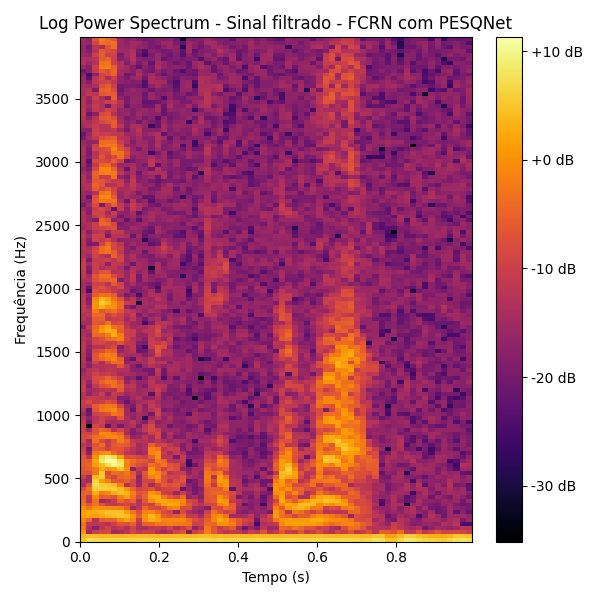 Log Power Spectrum - Sinal filtrado - FCRN com PESQNet
Frequência (Hz)
3500
3000
2500
2000
1500
1000
500
0
0.0 0.2 0.4 0.6 0.8
Tempo (s)
+10 dB
+0 dB
-10 dB
-20 dB
-30 dB